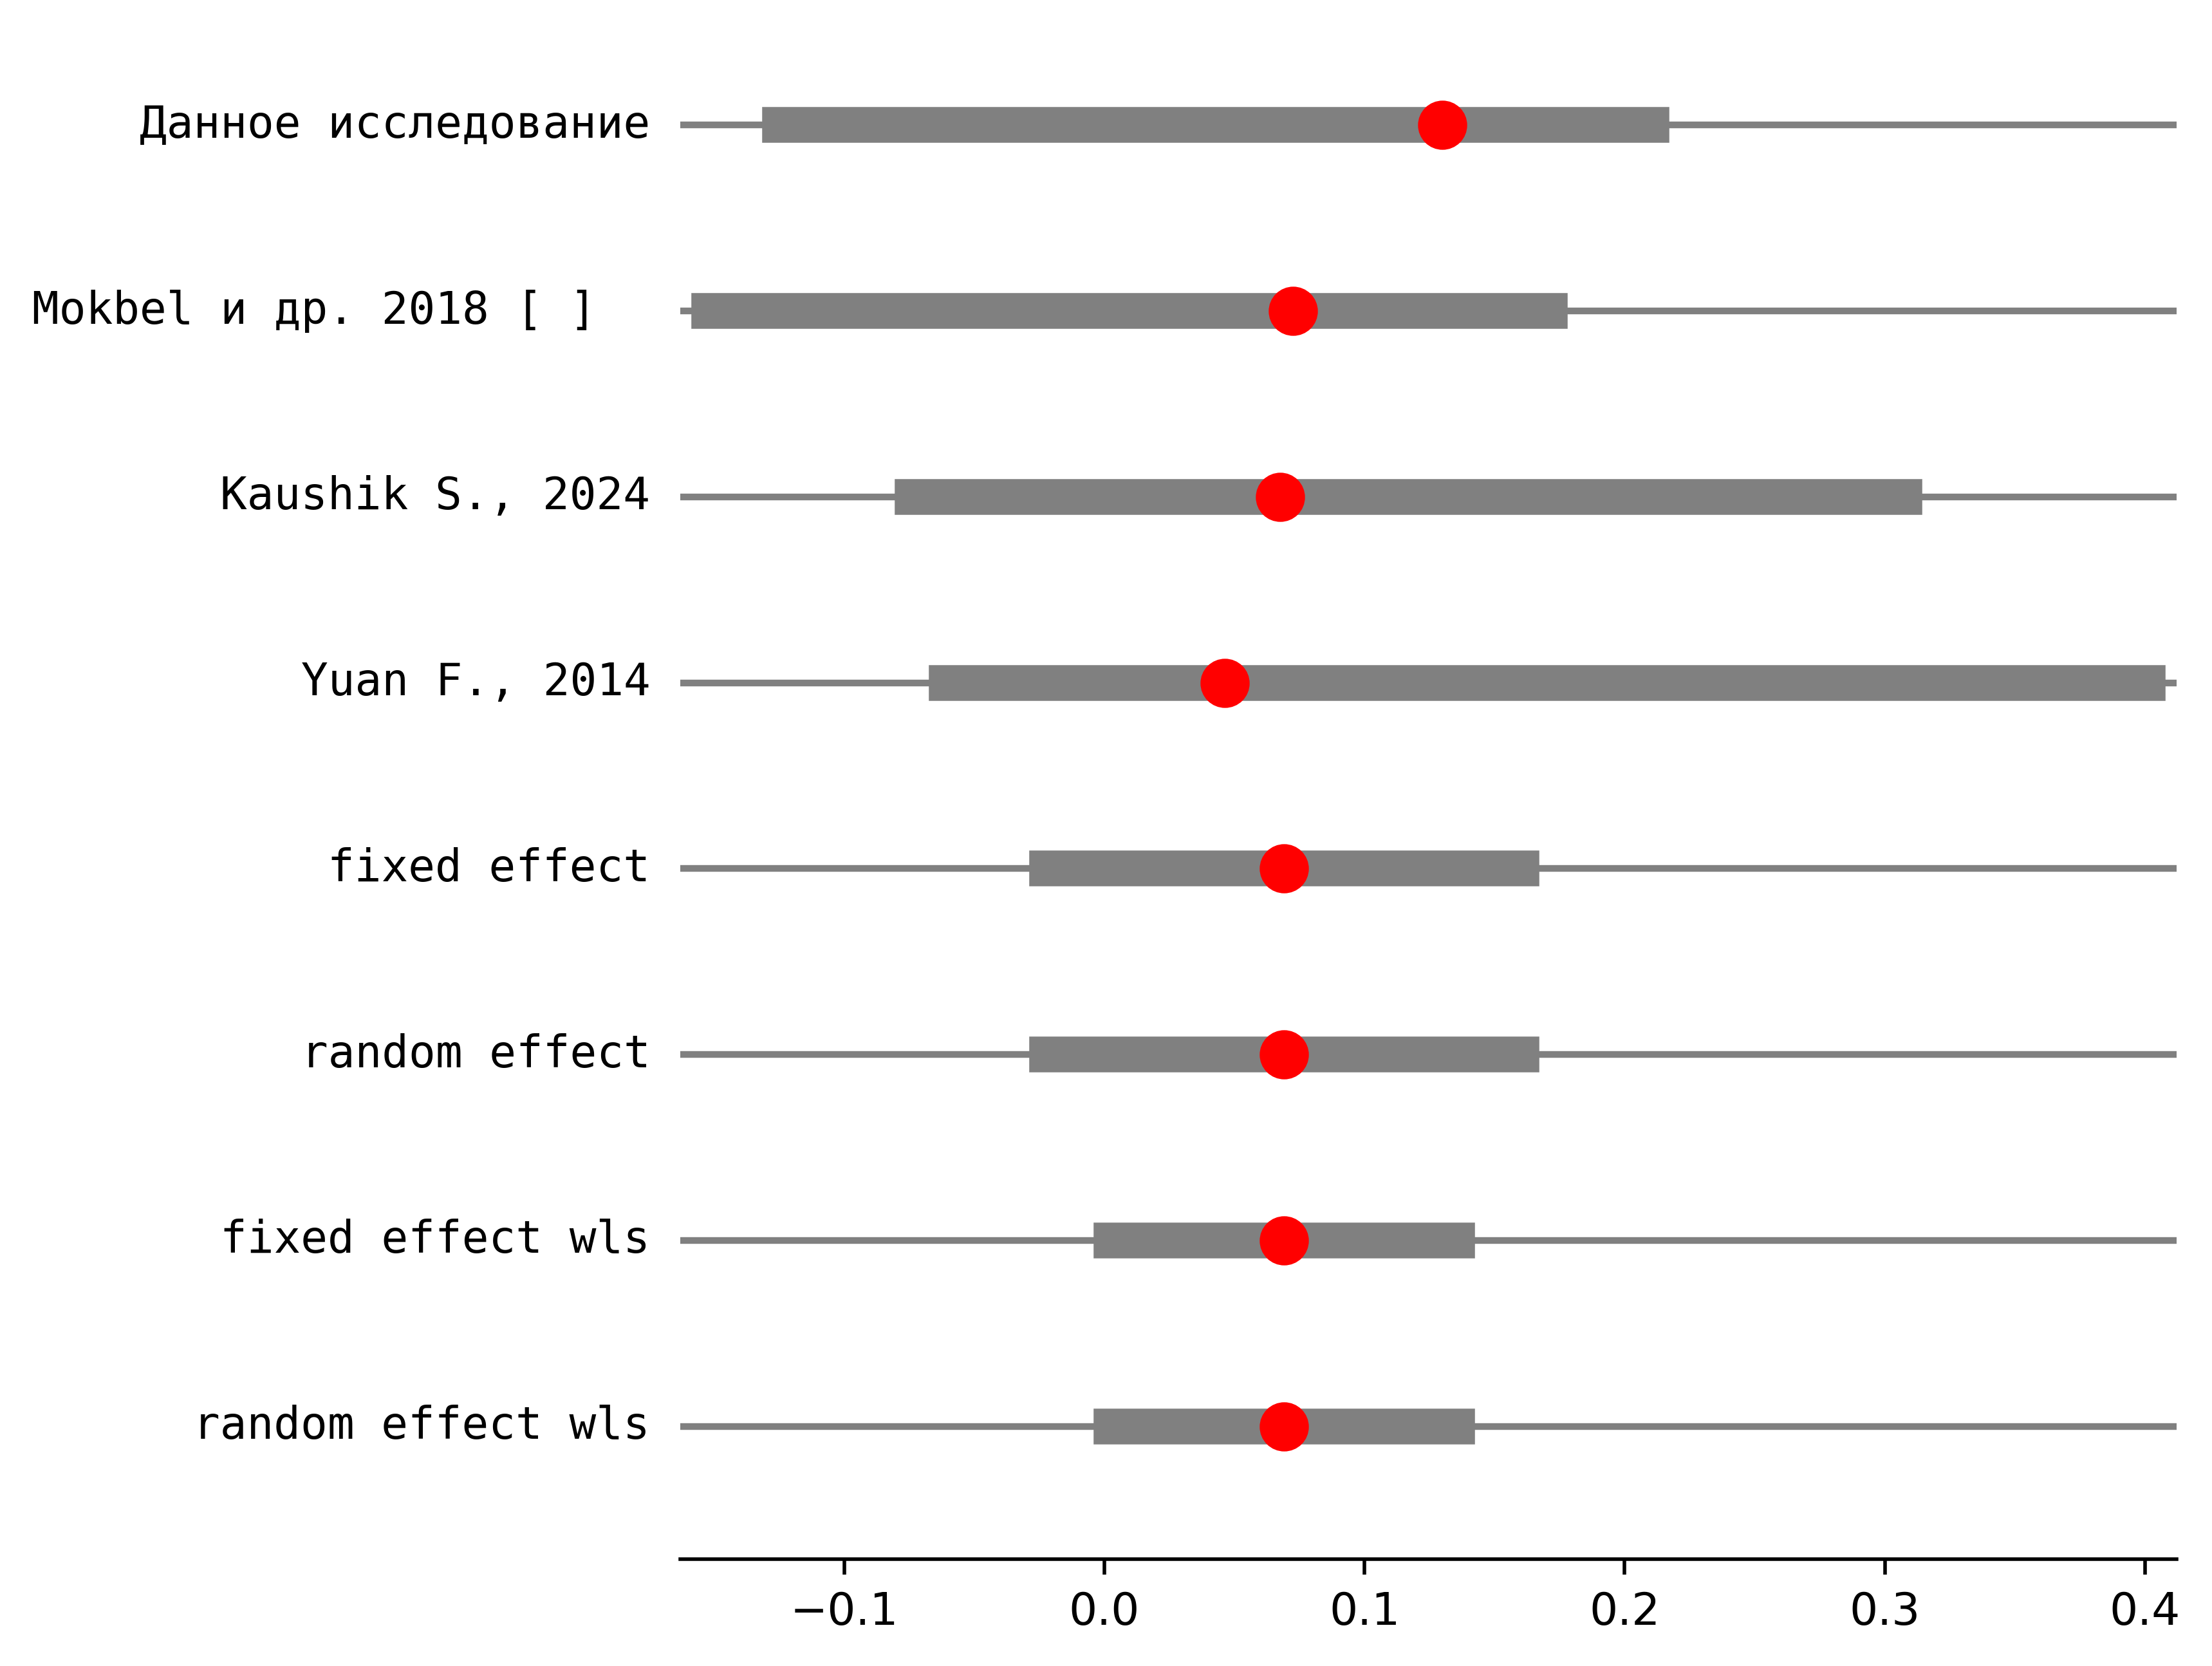 Данное исследование
Mokbel и др. 2018 [ ]
Kaushik S., 2024
Yuan F., 2014
fixed effect
random effect
fixed effect wls
random effect wls
−0.1 0.0 0.1 0.2 0.3 0.4